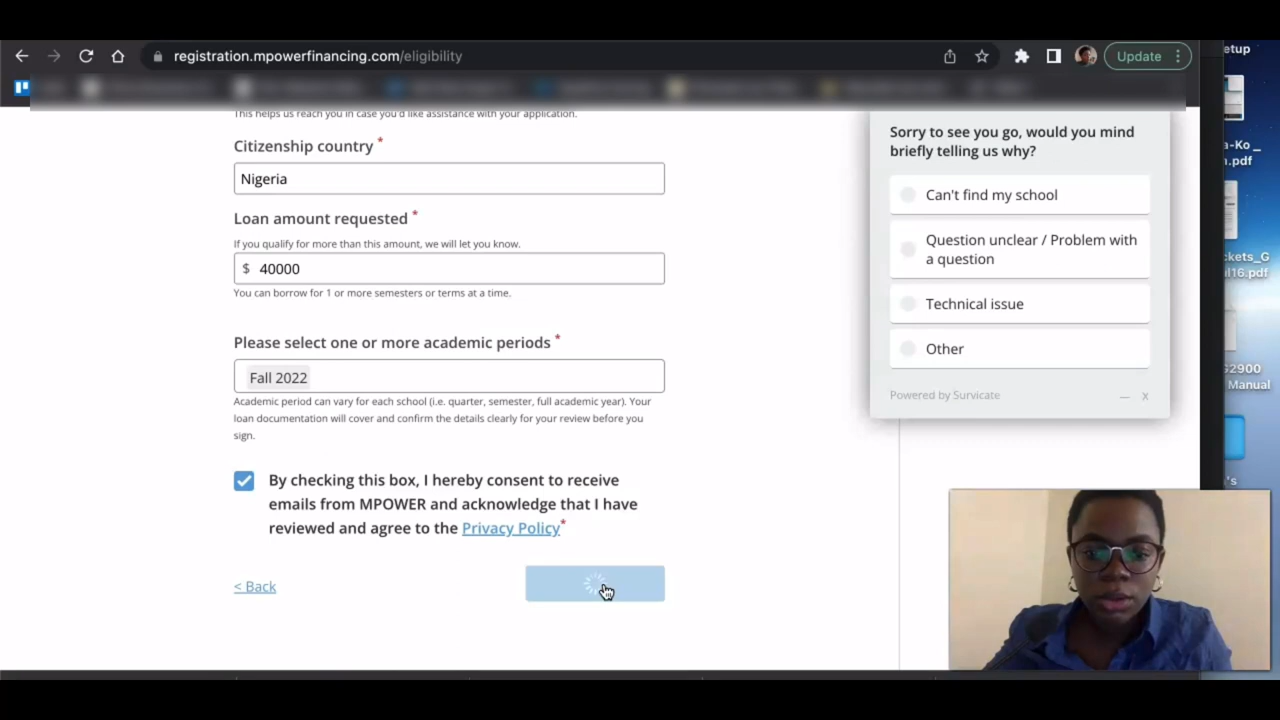 registration.mpowerfinancing.com/eligibility
Update
etup
This helps us reach you in case you'd like assistance with your application.
Citizenship country *
Nigeria
Loan amount requested *
If you qualify for more than this amount, we will let you know.
$ 40000
You can borrow for 1 or more semesters or terms at a time.
Please select one or more academic periods *
Fall 2022
Academic period can vary for each school (i.e. quarter, semester, full academic year). Your
loan documentation will cover and confirm the details clearly for your review before you
sign.
By checking this box, I hereby consent to receive
emails from MPOWER and acknowledge that I have
reviewed and agree to the Privacy Policy*
< Back
Sorry to see you go, would you mind
briefly telling us why?
Can't find my school
Question unclear / Problem with
a question
Technical issue
Other
Powered by Survicate
— X
a-Ko_
.pdf
kets_G
l16.pdf
G2900
Manual
's